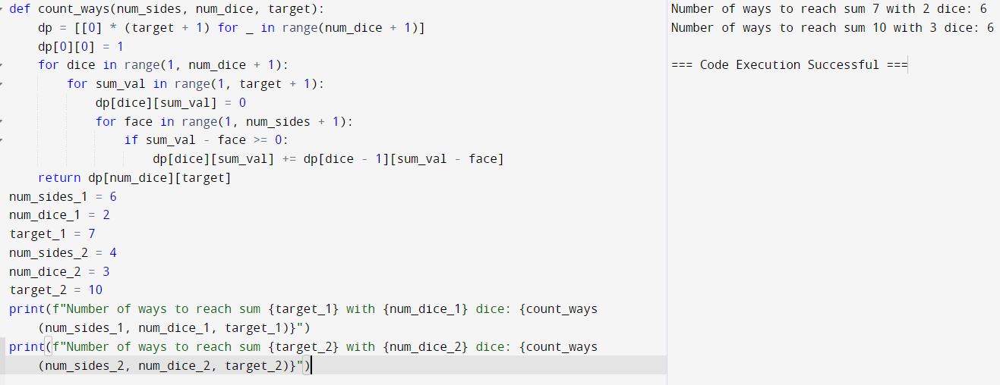 def count_ways(num_sides, num_dice, target):
    dp = [[0] * (target + 1) for _ in range(num_dice + 1)]
    dp[0][0] = 1
    for dice in range(1, num_dice + 1):
        for sum_val in range(1, target + 1):
            dp[dice][sum_val] = 0
            for face in range(1, num_sides + 1):
                if sum_val - face >= 0:
                    dp[dice][sum_val] += dp[dice - 1][sum_val - face]
    return dp[num_dice][target]
num_sides_1 = 6
num_dice_1 = 2
target_1 = 7
num_sides_2 = 4
num_dice_2 = 3
target_2 = 10
print(f"Number of ways to reach sum {target_1} with {num_dice_1} dice: {count_ways
    (num_sides_1, num_dice_1, target_1)}")
print(f"Number of ways to reach sum {target_2} with {num_dice_2} dice: {count_ways
    (num_sides_2, num_dice_2, target_2)}")
Number of ways to reach sum 7 with 2 dice: 6
Number of ways to reach sum 10 with 3 dice: 6
=== Code Execution Successful ===